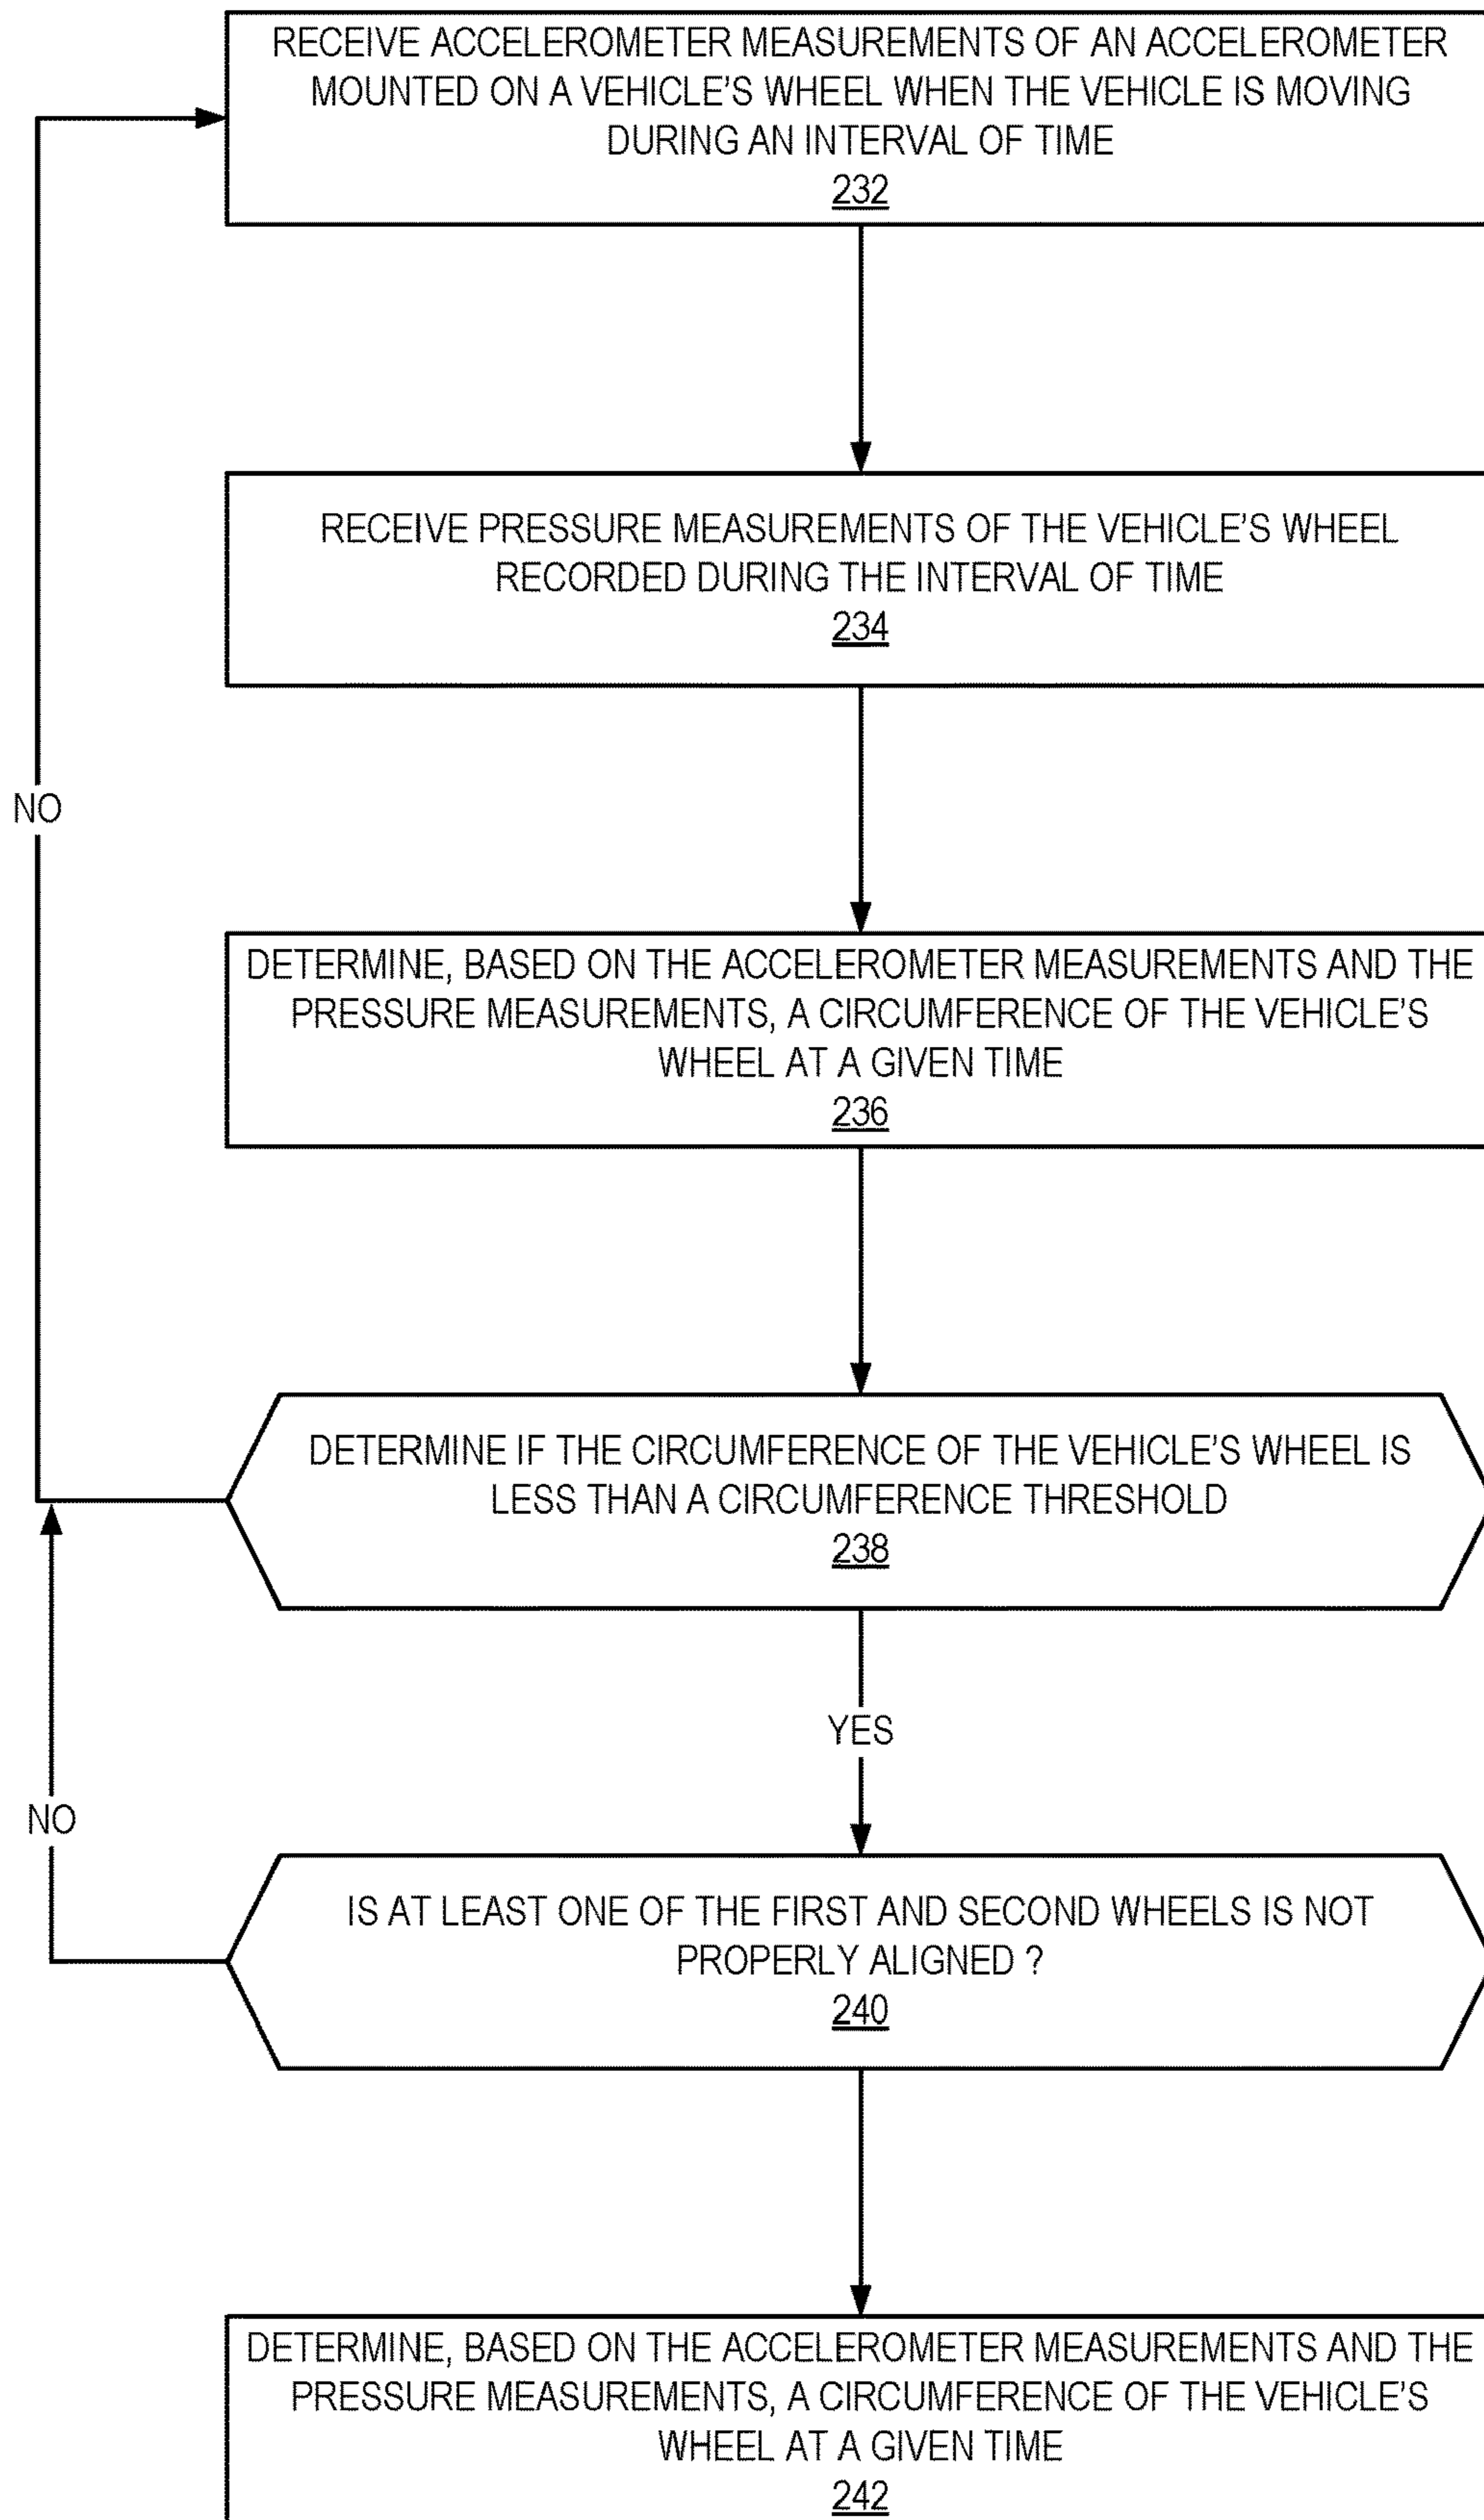 RECEIVE ACCELEROMETER MEASUREMENTS OF AN ACCELEROMETER
MOUNTED ON A VEHICLE'S WHEEL WHEN THE VEHICLE IS MOVING
DURING AN INTERVAL OF TIME
232
RECEIVE PRESSURE MEASUREMENTS OF THE VEHICLE'S WHEEL
RECORDED DURING THE INTERVAL OF TIME
234
NO
DETERMINE, BASED ON THE ACCELEROMETER MEASUREMENTS AND THE
PRESSURE MEASUREMENTS, A CIRCUMFERENCE OF THE VEHICLE'S
WHEEL AT A GIVEN TIME
236
DETERMINE IF THE CIRCUMFERENCE OF THE VEHICLE'S WHEEL IS
LESS THAN A CIRCUMFERENCE THRESHOLD
238
YES
NO
IS AT LEAST ONE OF THE FIRST AND SECOND WHEELS IS NOT
PROPERLY ALIGNED ?
240
DETERMINE, BASED ON THE ACCELEROMETER MEASUREMENTS AND THE
PRESSURE MEASUREMENTS, A CIRCUMFERENCE OF THE VEHICLE'S
WHEEL AT A GIVEN TIME
242